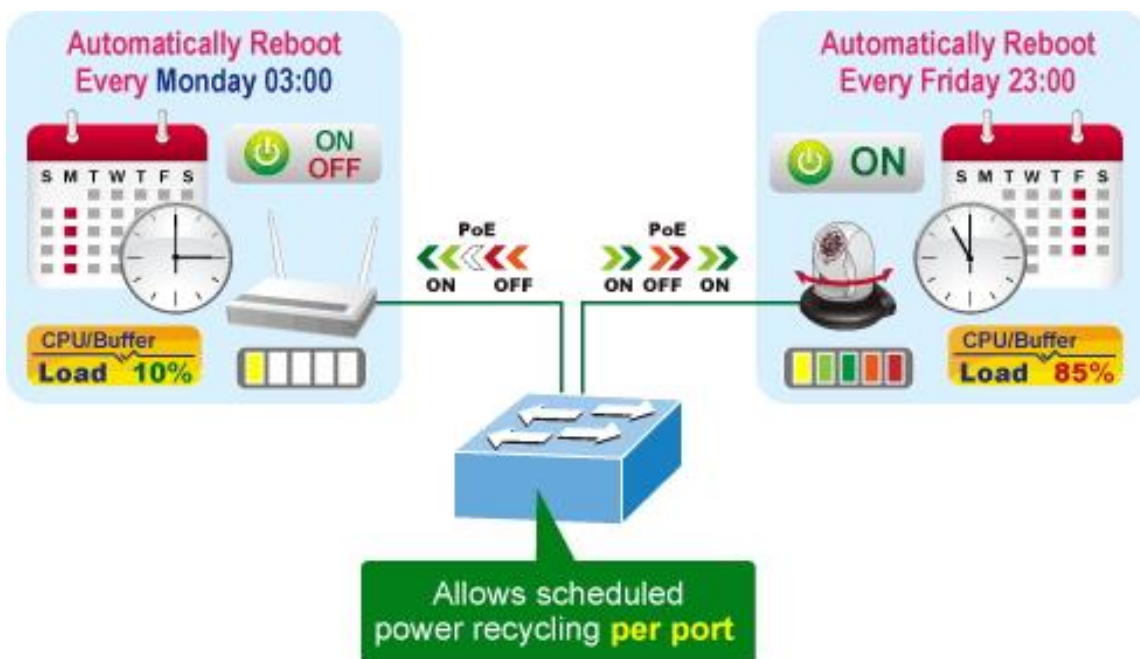 Automatically Reboot
Every Monday 03:00
ON
OFF
S M T W T F S
CPU/Buffer
Load 10%
PoE
ON OFF
PoE
ON OFF ON
Automatically Reboot
Every Friday 23:00
ON
S M T W T F S
CPU/Buffer
Load 85%
Allows scheduled
power recycling per port